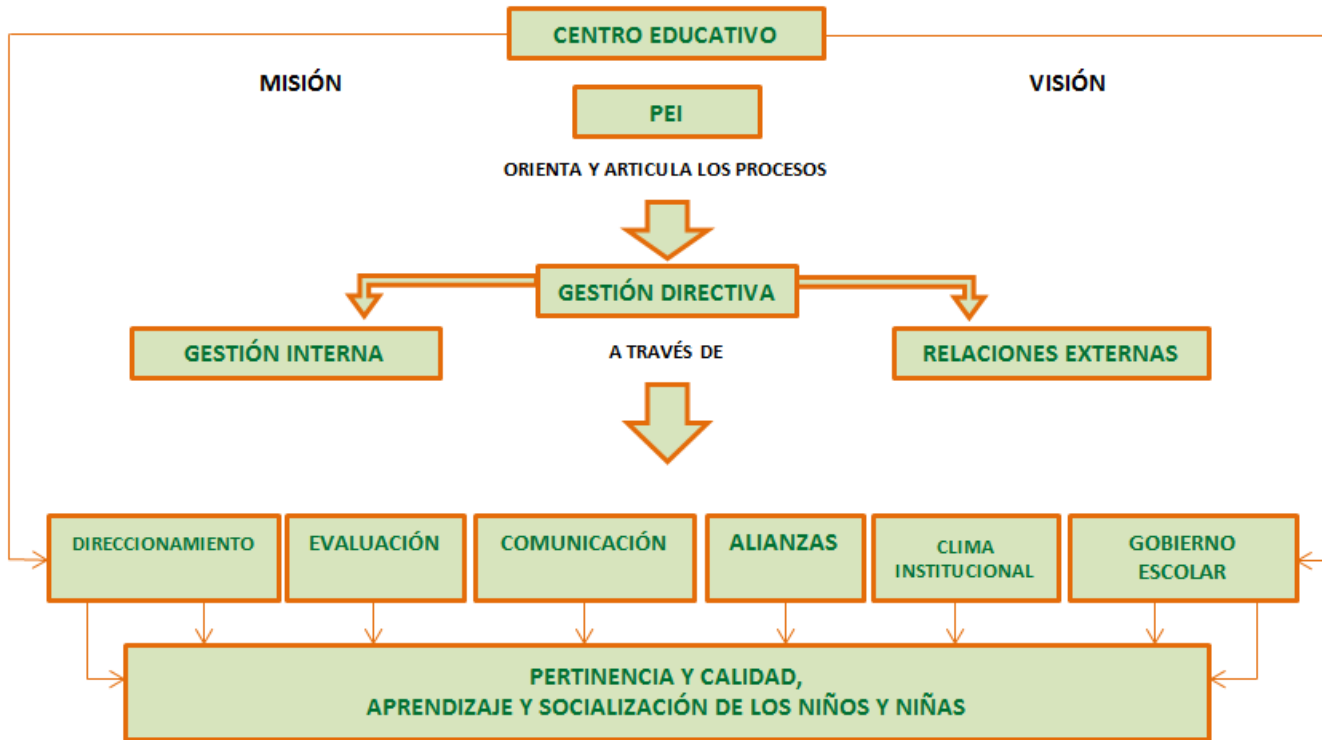 CENTRO EDUCATIVO
MISIÓN
VISIÓN
PEI
ORIENTA Y ARTICULA LOS PROCESOS
GESTIÓN DIRECTIVA
GESTIÓN INTERNA
A TRAVÉS DE
RELACIONES EXTERNAS
DIRECCIONAMIENTO
EVALUACIÓN
COMUNICACIÓN
ALIANZAS
CLIMA
INSTITUCIONAL
GOBIERNO
ESCOLAR
PERTINENCIA Y CALIDAD,
APRENDIZAJE Y SOCIALIZACIÓN DE LOS NIÑOS Y NIÑAS